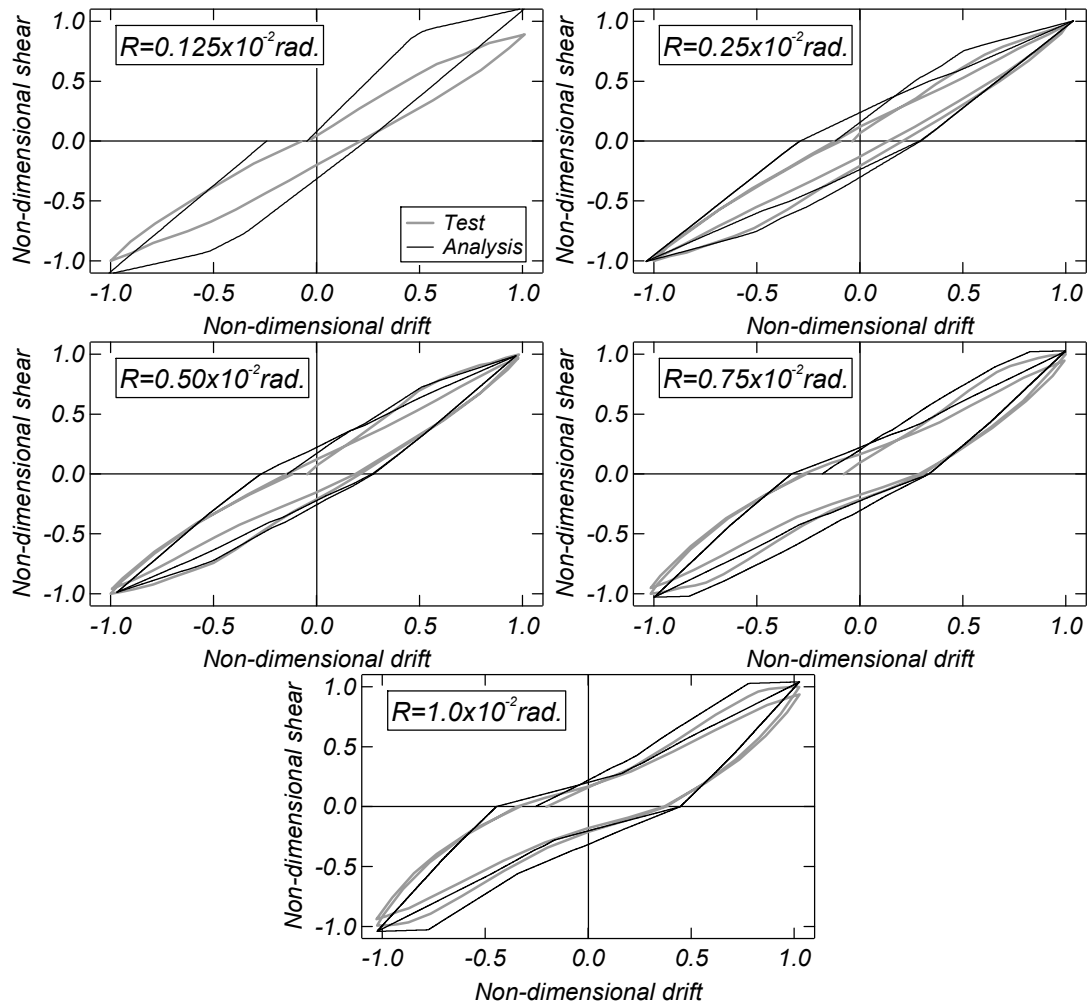 Non-dimensional shear
1.0
0.5
0.0
-0.5
-1.0
R=0.125x10⁻²rad.
Test
Analysis
-1.0 -0.5 0.0 0.5 1.0
Non-dimensional drift
Non-dimensional shear
1.0
0.5
0.0
-0.5
-1.0
R=0.25x10⁻²rad.
-1.0 -0.5 0.0 0.5 1.0
Non-dimensional drift
Non-dimensional shear
1.0
0.5
0.0
-0.5
-1.0
R=0.50x10⁻²rad.
-1.0 -0.5 0.0 0.5 1.0
Non-dimensional drift
Non-dimensional shear
1.0
0.5
0.0
-0.5
-1.0
R=0.75x10⁻²rad.
-1.0 -0.5 0.0 0.5 1.0
Non-dimensional drift
Non-dimensional shear
1.0
0.5
0.0
-0.5
-1.0
R=1.0x10⁻²rad.
-1.0 -0.5 0.0 0.5 1.0
Non-dimensional drift